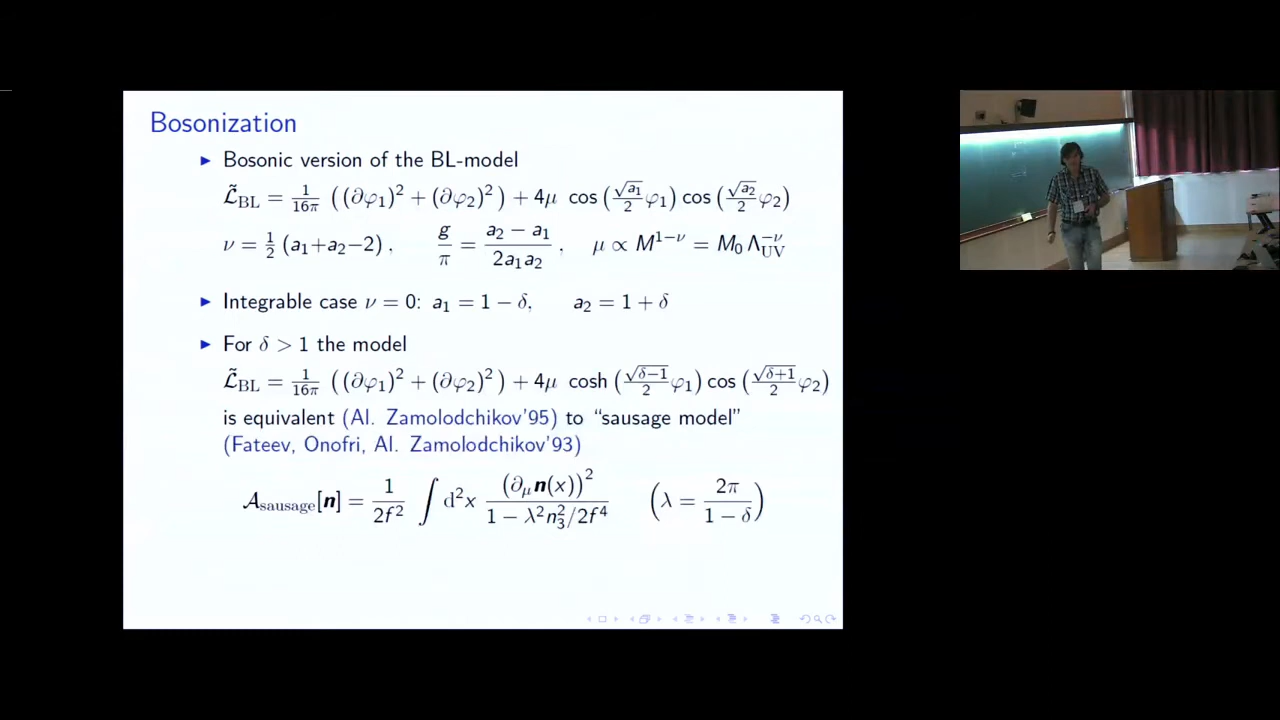 Bosonization
▶ Bosonic version of the BL-model
ℒ̃_BL = 1/16π ((∂φ₁)² + (∂φ₂)²) + 4μ cos(√a₁/2 φ₁) cos(√a₂/2 φ₂)
ν = ½ (a₁+a₂−2), g/π = (a₂ − a₁)/(2a₁a₂), μ ∝ M^{1−ν} = M₀ Λ_UV^{−ν}
▶ Integrable case ν = 0: a₁ = 1 − δ, a₂ = 1 + δ
▶ For δ > 1 the model
ℒ̃_BL = 1/16π ((∂φ₁)² + (∂φ₂)²) + 4μ cosh(√(δ−1)/2 φ₁) cos(√(δ+1)/2 φ₂)
is equivalent (Al. Zamolodchikov'95) to “sausage model”
(Fateev, Onofri, Al. Zamolodchikov'93)
𝒜_sausage[n] = 1/(2f²) ∫ d²x (∂_μ n(x))²/(1 − λ²n₃²/2f⁴) (λ = 2π/(1 − δ))